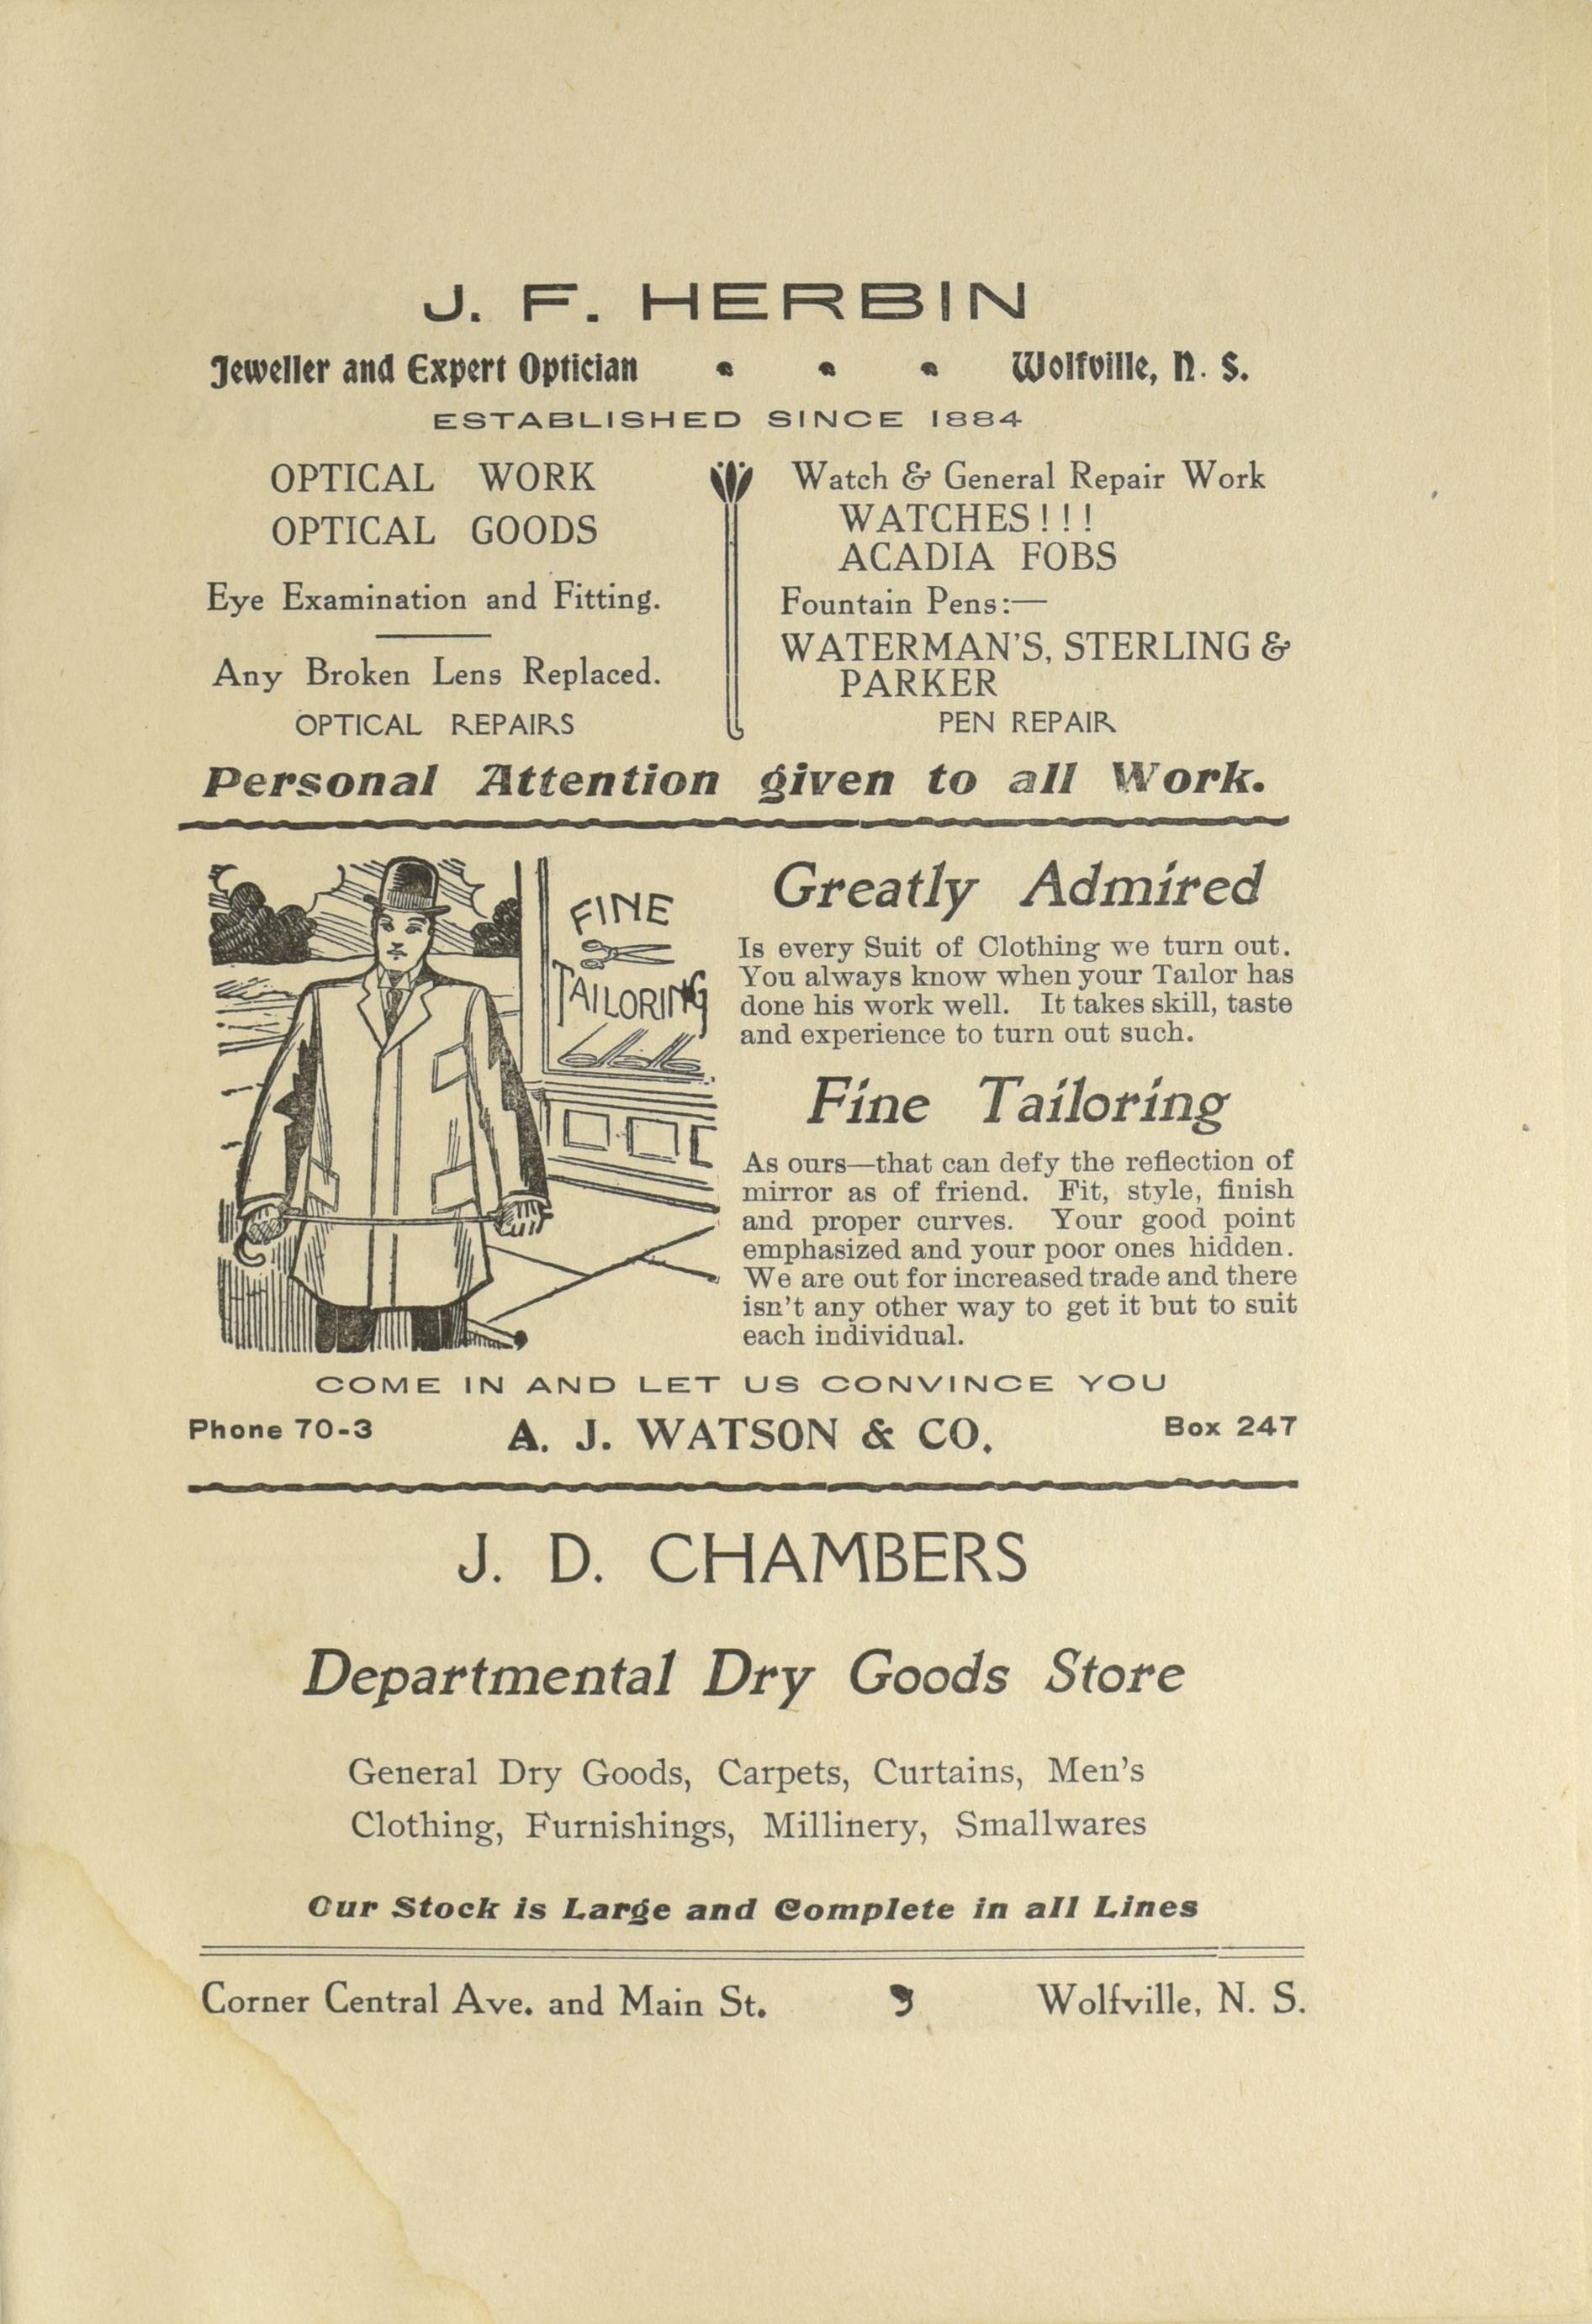 J. F. HERBIN
Jeweller and Expert Optician • • • Wolfville, N. S.
ESTABLISHED SINCE 1884
OPTICAL WORK
OPTICAL GOODS
Eye Examination and Fitting.
Any Broken Lens Replaced.
OPTICAL REPAIRS
Watch & General Repair Work
WATCHES!!!
ACADIA FOBS
Fountain Pens:—
WATERMAN'S, STERLING &
PARKER
PEN REPAIR
Personal Attention given to all Work.
FINE
TAILORING
Greatly Admired
Is every Suit of Clothing we turn out.
You always know when your Tailor has
done his work well. It takes skill, taste
and experience to turn out such.
Fine Tailoring
As ours—that can defy the reflection of
mirror as of friend. Fit, style, finish
and proper curves. Your good point
emphasized and your poor ones hidden.
We are out for increased trade and there
isn't any other way to get it but to suit
each individual.
COME IN AND LET US CONVINCE YOU
Phone 70-3 A. J. WATSON & CO. Box 247
J. D. CHAMBERS
Departmental Dry Goods Store
General Dry Goods, Carpets, Curtains, Men's
Clothing, Furnishings, Millinery, Smallwares
Our Stock is Large and Complete in all Lines
Corner Central Ave. and Main St. Wolfville, N. S.